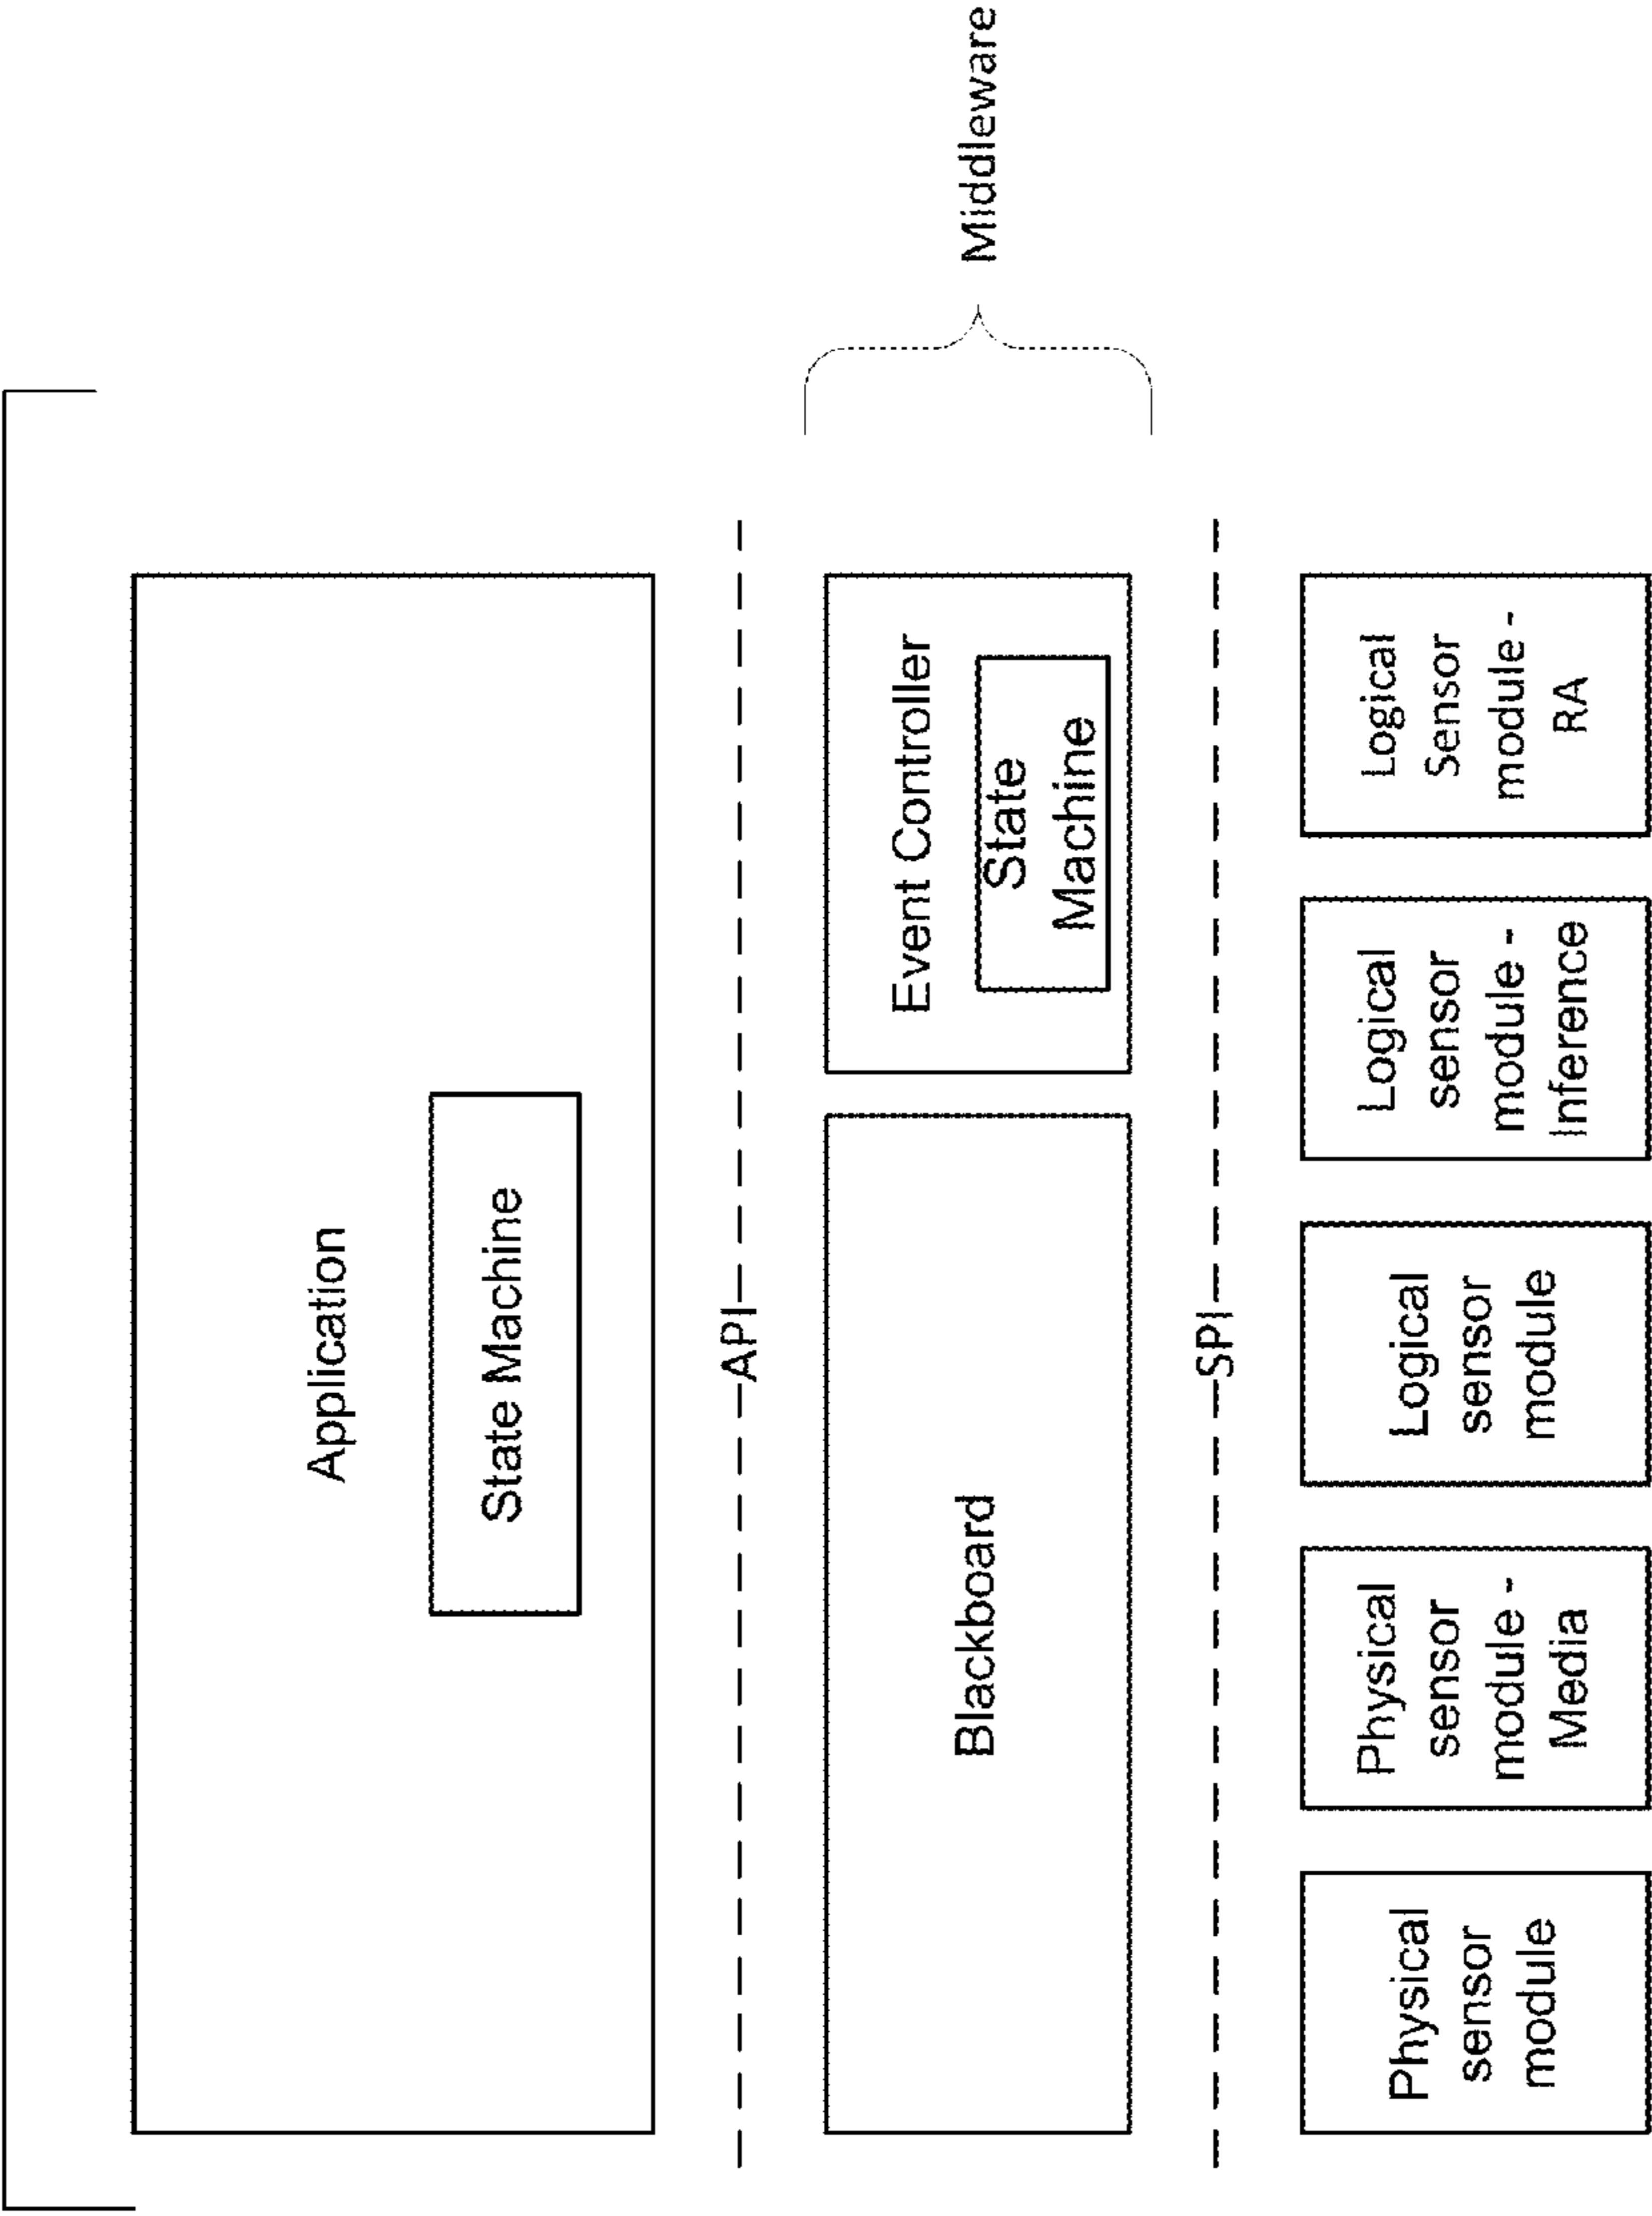 Application
State Machine
API
Blackboard
Event Controller
State
Machine
Middleware
SPI
Physical
sensor
module
Physical
sensor
module -
Media
Logical
sensor
module
Logical
sensor
module -
Inference
Logical
Sensor
module -
RA